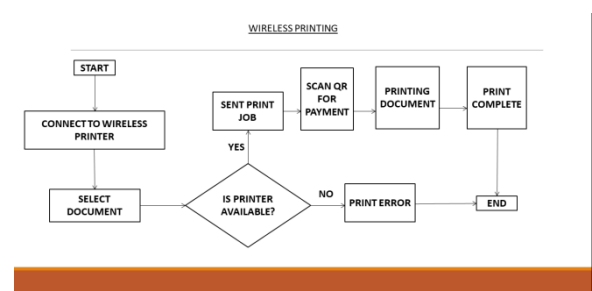 WIRELESS PRINTING
START
CONNECT TO WIRELESS
PRINTER
SELECT
DOCUMENT
IS PRINTER
AVAILABLE?
YES
SENT PRINT
JOB
SCAN QR
FOR
PAYMENT
PRINTING
DOCUMENT
PRINT
COMPLETE
NO
PRINT ERROR
END